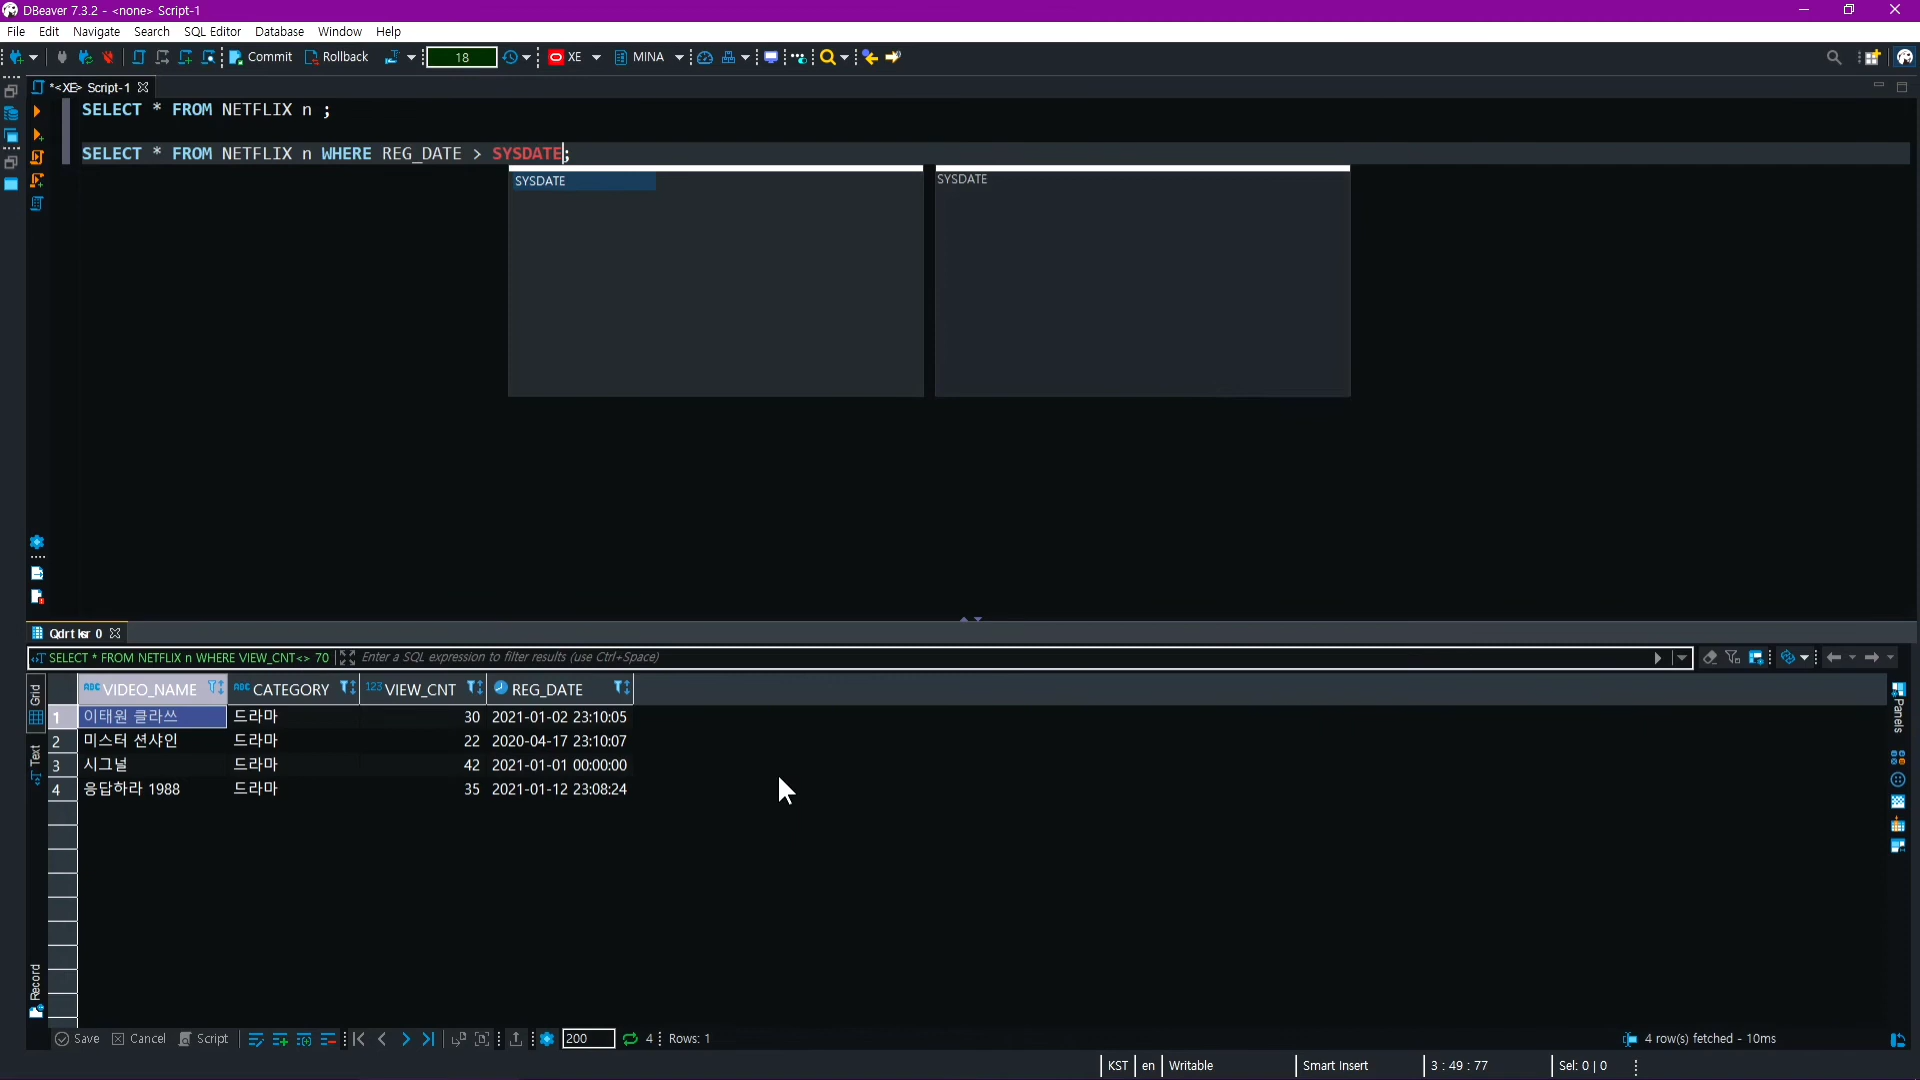 DBeaver 7.3.2 - <none> Script-1
File Edit Navigate Search SQL Editor Database Window Help
Commit Rollback 18 XE MINA
*<XE> Script-1
SELECT * FROM NETFLIX n ;
SELECT * FROM NETFLIX n WHERE REG_DATE > SYSDATE;
SYSDATE
SYSDATE
SELECT * FROM NETFLIX n WHERE VIEW_CNT<> 70 Enter a SQL expression to filter results (use Ctrl+Space)
Grid
Text
Record
Panels
VIDEO_NAME CATEGORY VIEW_CNT REG_DATE
1 이태원 클라쓰 드라마 30 2021-01-02 23:10:05
2 미스터 션샤인 드라마 22 2020-04-17 23:10:07
3 시그널 드라마 42 2021-01-01 00:00:00
4 응답하라 1988 드라마 35 2021-01-12 23:08:24
Save Cancel Script 200 4 Rows: 1
4 row(s) fetched - 10ms
KST en Writable Smart Insert 3 : 49 : 77 Sel: 0 | 0